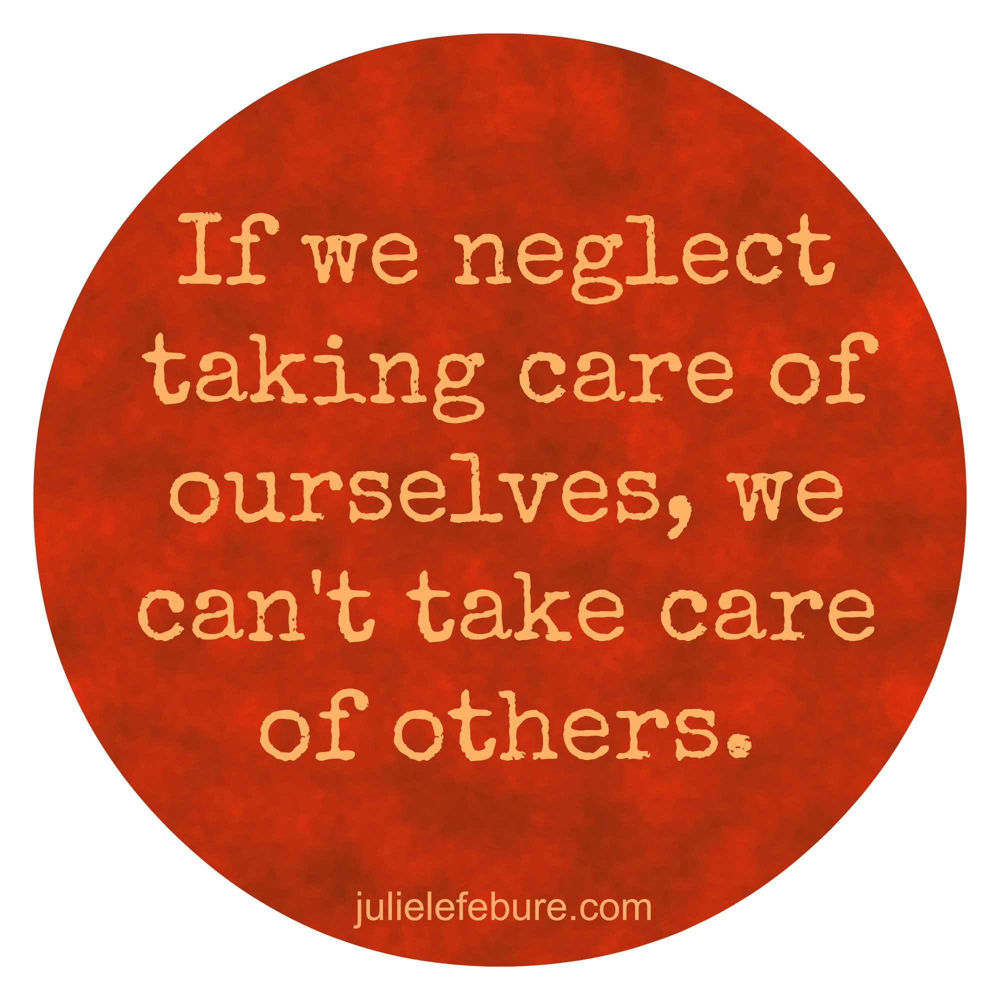 If we neglect
taking care of
ourselves, we
can't take care
of others.
julielefebure.com